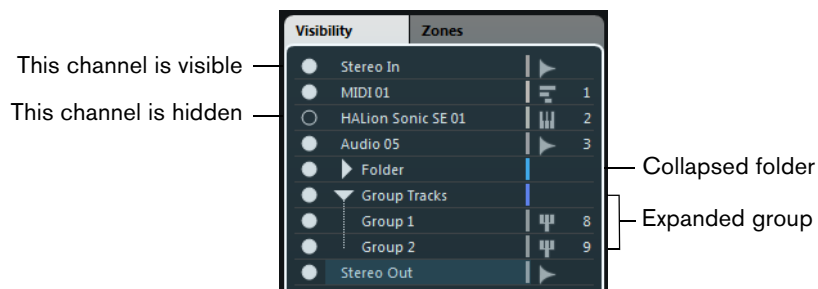 Visibility Zones
This channel is visible
Stereo In
MIDI 01 1
This channel is hidden
HALion Sonic SE 01 2
Audio 05 3
Folder
Collapsed folder
Group Tracks
Group 1 8
Expanded group
Group 2 9
Stereo Out